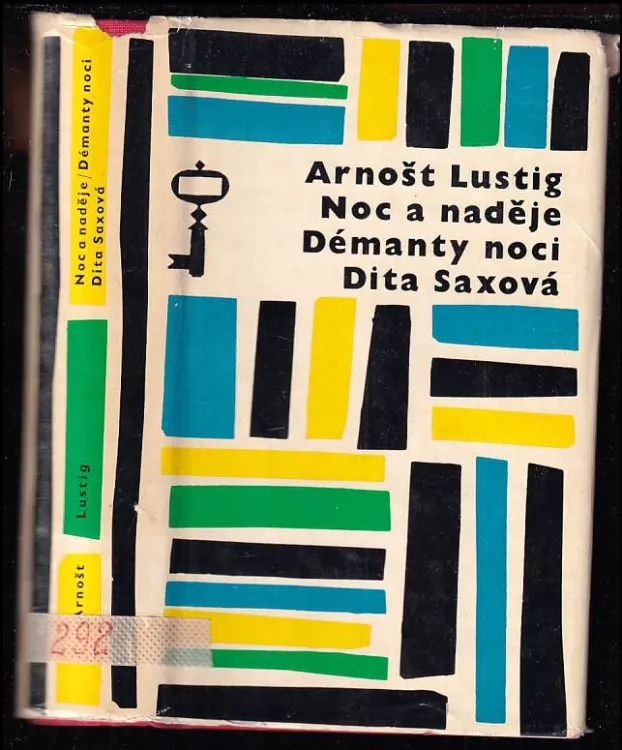 Arnošt Lustig
Noc a naděje
Démanty noci
Dita Saxová
Noc a naděje / Démanty noci
Dita Saxová
Lustig
Arnošt
292